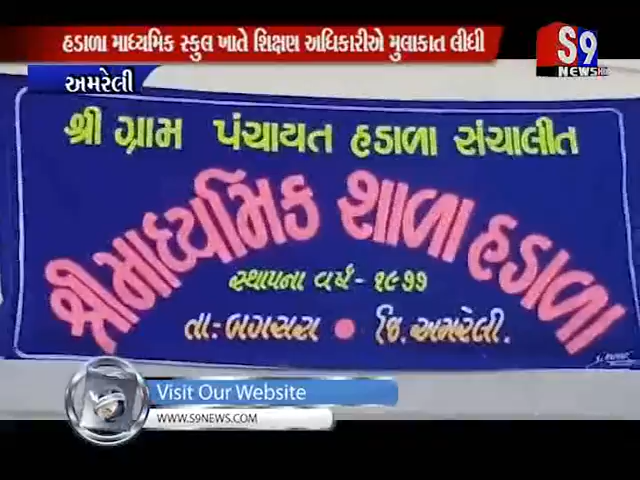 હડાળા માધ્યમિક સ્કુલ ખાતે શિક્ષણ અધિકારીએ મુલાકાત લીધી
S9
NEWS
અમરેલી
શ્રી ગ્રામ પંચાયત હડાળા સંચાલીત
શ્રી માધ્યમિક શાળા હડાળા
સ્થાપના વર્ષ - ૧૯૭૭
તા:- બગસરા • જિ. અમરેલી.
Visit Our Website
WWW.S9NEWS.COM